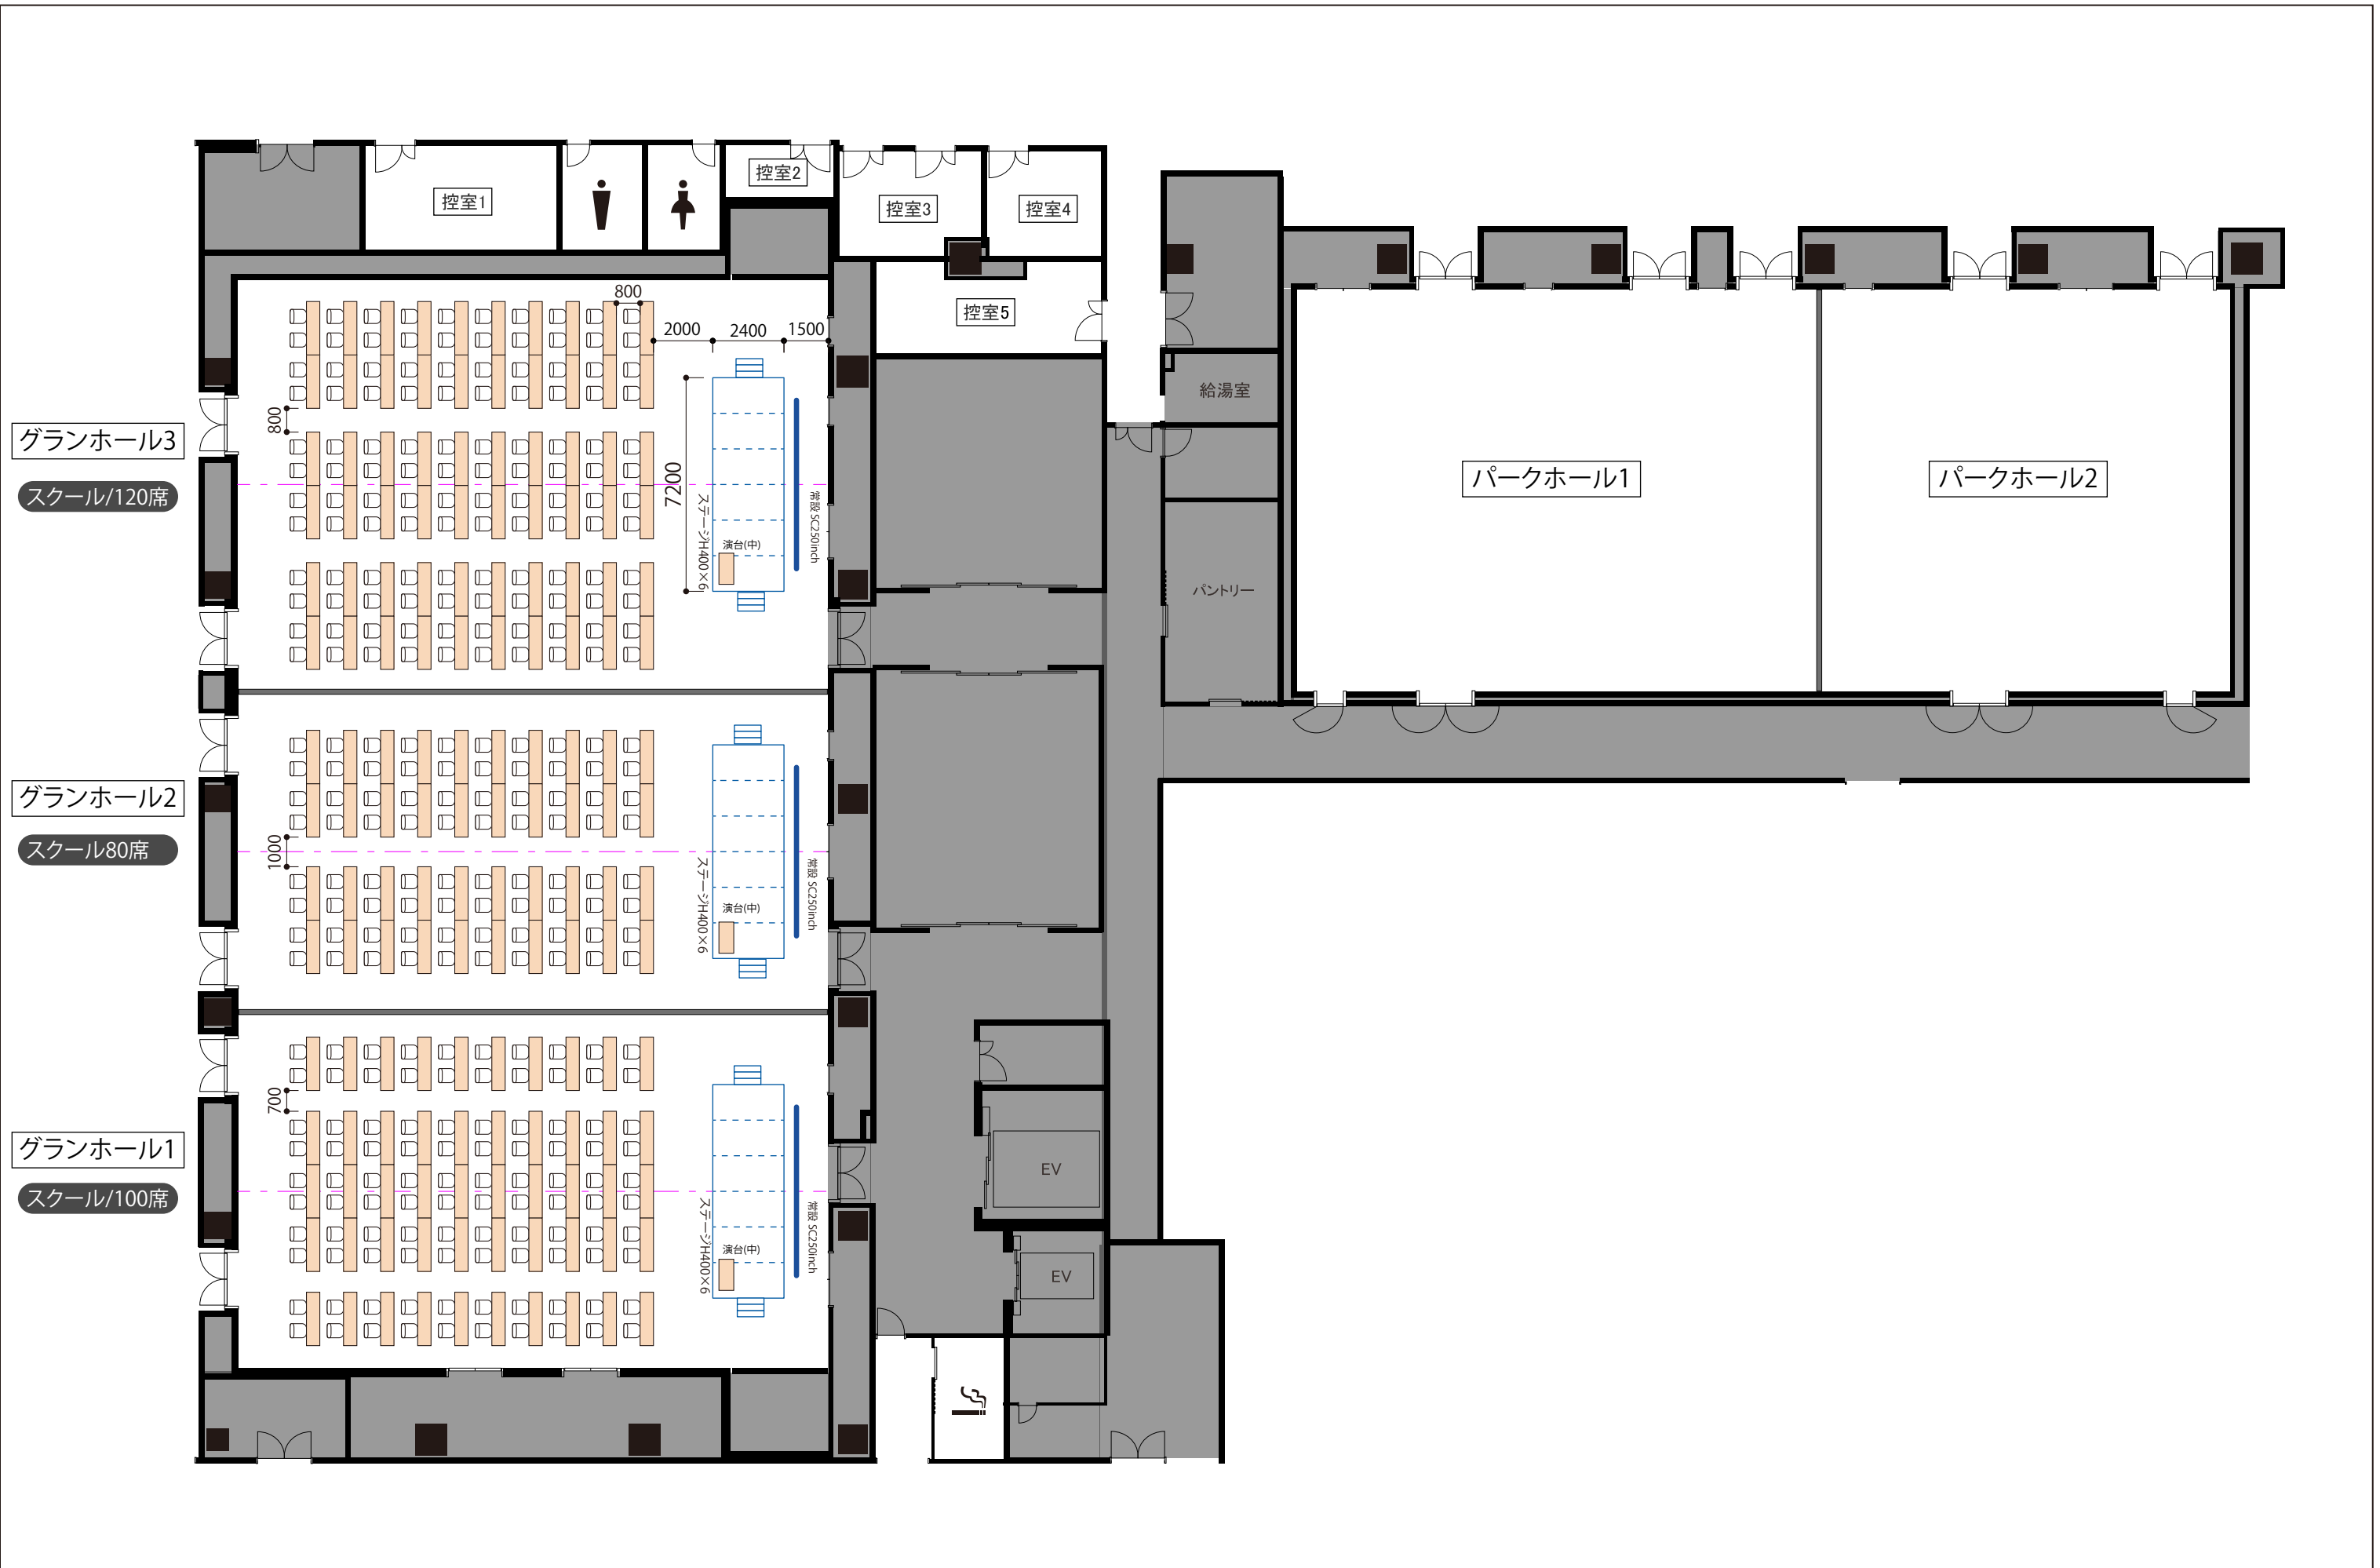 控室1
控室2
控室3
控室4
控室5
給湯室
パントリー
パークホール1
パークホール2
グランホール3
スクール/120席
800
2000
2400
1500
800
7200
ステージH400×6
演台(中)
常設 SC250inch
グランホール2
スクール80席
1000
ステージH400×6
演台(中)
常設 SC250inch
グランホール1
スクール/100席
700
ステージH400×6
演台(中)
常設 SC250inch
EV
EV